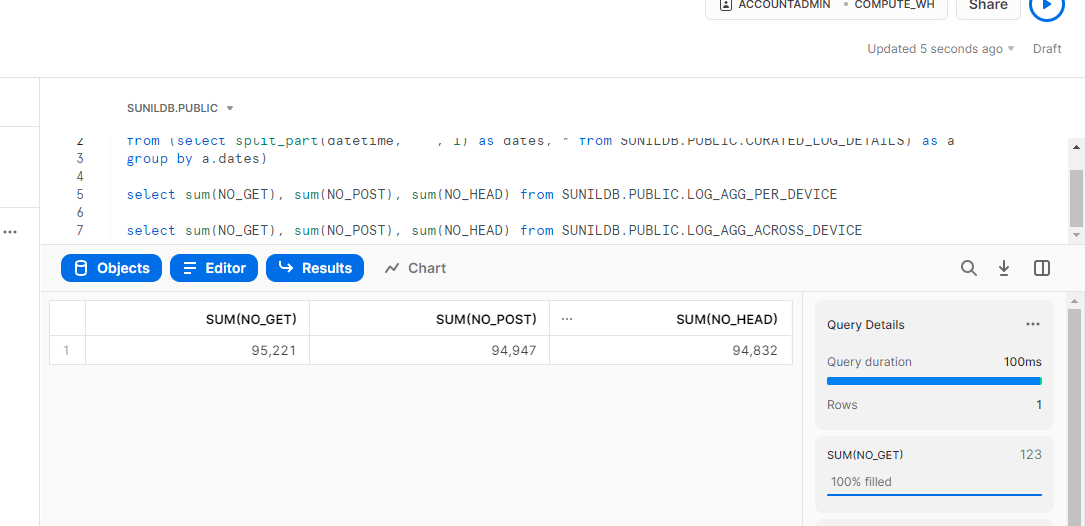 ACCOUNTADMIN • COMPUTE_WH
Share
Updated 5 seconds ago
Draft
SUNILDB.PUBLIC
2 from (select split_part(datetime, ' ', 1) as dates, * from SUNILDB.PUBLIC.CURATED_LOG_DETAILS) as a
3 group by a.dates)
4
5 select sum(NO_GET), sum(NO_POST), sum(NO_HEAD) from SUNILDB.PUBLIC.LOG_AGG_PER_DEVICE
6
7 select sum(NO_GET), sum(NO_POST), sum(NO_HEAD) from SUNILDB.PUBLIC.LOG_AGG_ACROSS_DEVICE
...
Objects Editor Results Chart
SUM(NO_GET) SUM(NO_POST) ... SUM(NO_HEAD)
1 95,221 94,947 94,832
Query Details ...
Query duration 100ms
Rows 1
SUM(NO_GET) 123
100% filled